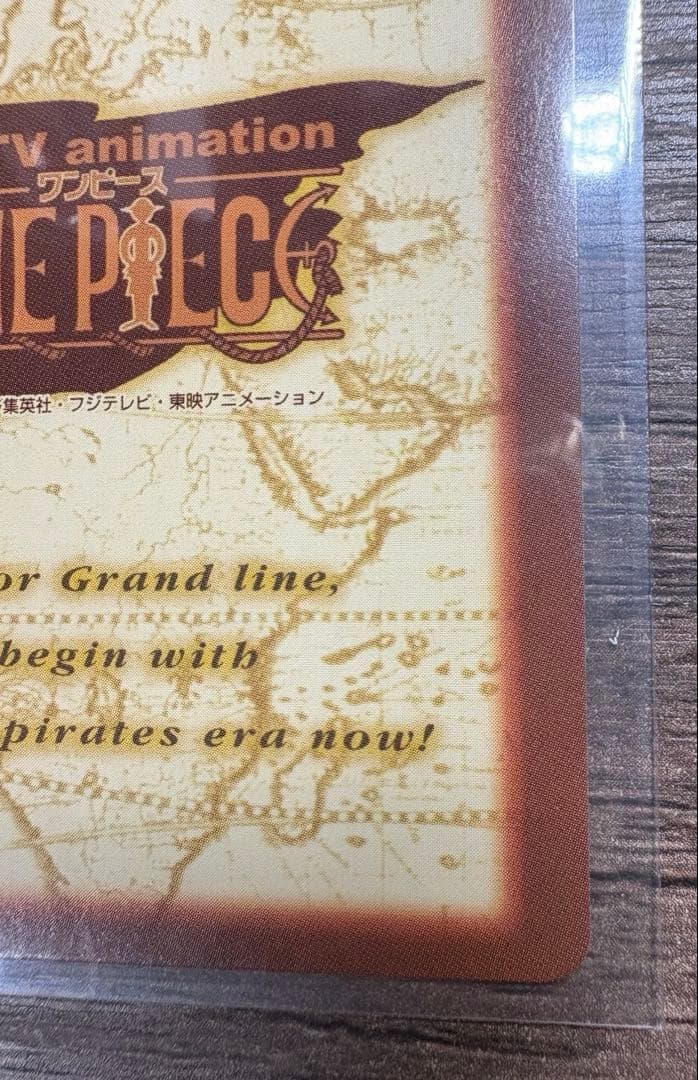 TV animation
ワンピース
NE PIECE
集英社・フジテレビ・東映アニメーション
or Grand line,
begin with
pirates era now!